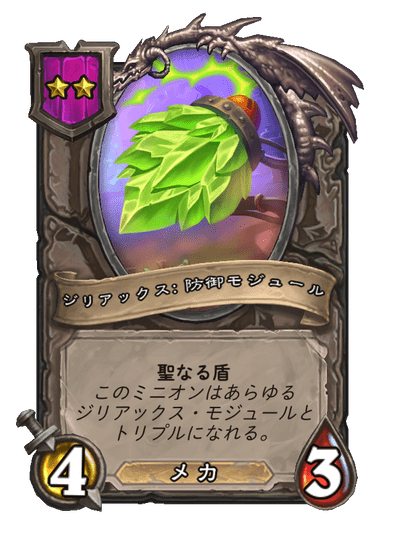 ジリアックス: 防御モジュール
聖なる盾
このミニオンはあらゆる
ジリアックス・モジュールと
トリプルになれる。
4
メカ
3